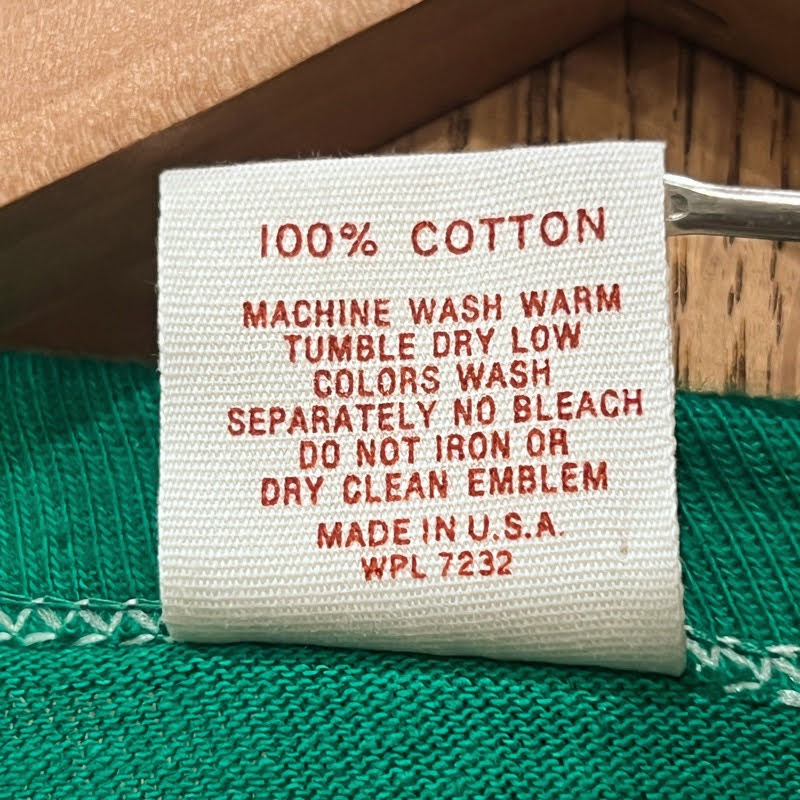 100% COTTON
MACHINE WASH WARM
TUMBLE DRY LOW
COLORS WASH
SEPARATELY NO BLEACH
DO NOT IRON OR
DRY CLEAN EMBLEM
MADE IN U.S.A.
WPL 7232